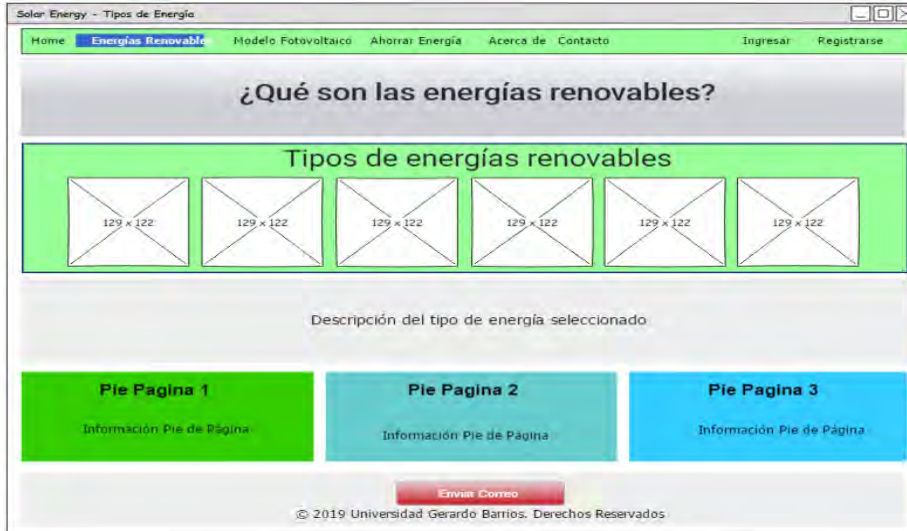 Solar Energy - Tipos de Energía
Home Energías Renovable Modelo Fotovoltaico Ahorrar Energía Acerca de Contacto Ingresar Registrarse
¿Qué son las energías renovables?
Tipos de energías renovables
129 x 122 129 x 122 129 x 122 129 x 122 129 x 122 129 x 122
Descripción del tipo de energía seleccionado
Pie Pagina 1 Pie Pagina 2 Pie Pagina 3
Información Pie de Página Información Pie de Página Información Pie de Página
Enviar Correo
© 2019 Universidad Gerardo Barrios. Derechos Reservados